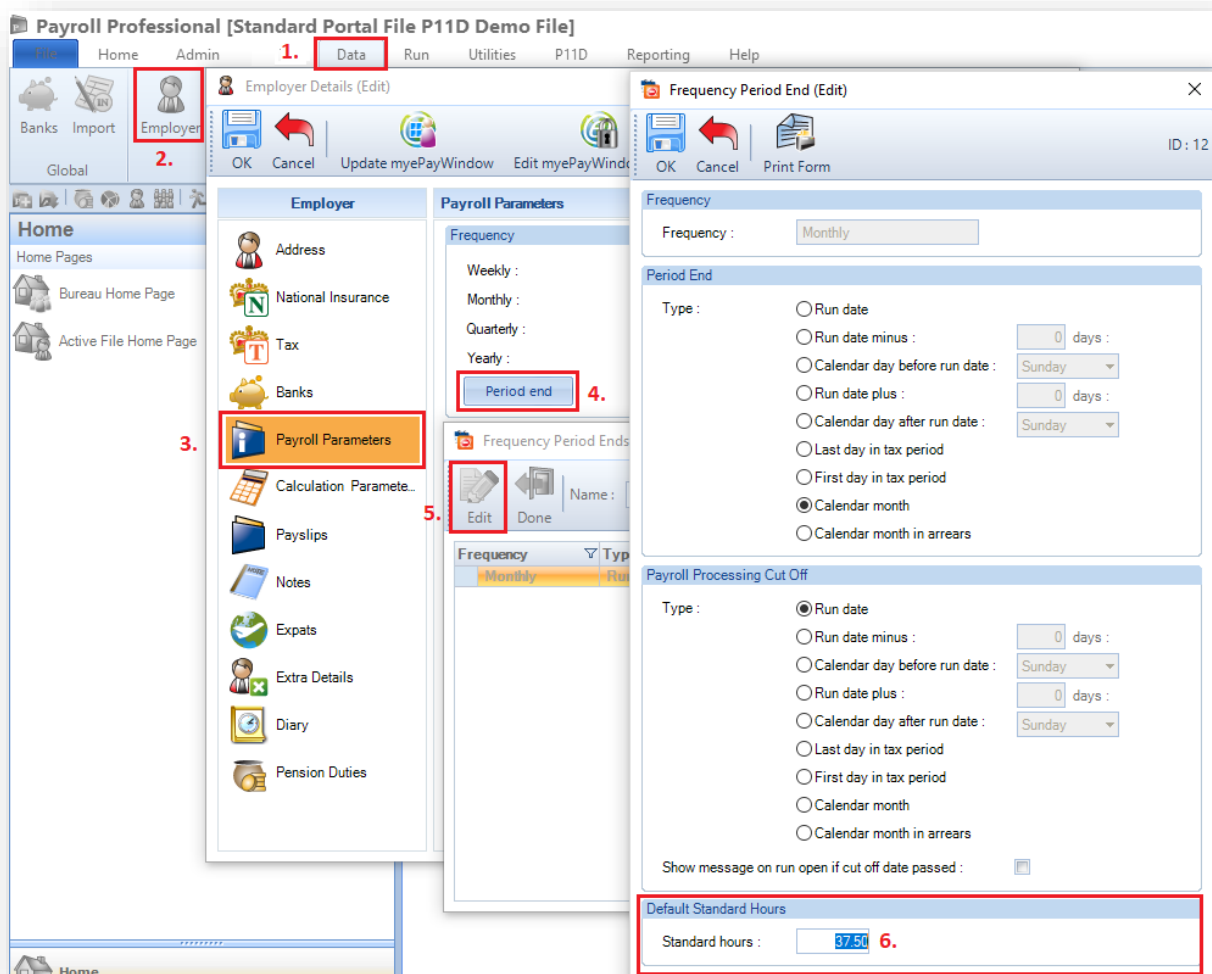 Payroll Professional [Standard Portal File P11D Demo File]
File Home Admin 1. Data Run Utilities P11D Reporting Help
Banks Import Employer
2.
Global
Home
Home Pages
Bureau Home Page
Active File Home Page
Home
Employer Details (Edit)
OK Cancel Update myePayWindow Edit myePayWindo
Employer
Address
National Insurance
Tax
Banks
3. Payroll Parameters
Calculation Paramete...
Payslips
Notes
Expats
Extra Details
Diary
Pension Duties
Payroll Parameters
Frequency
Weekly :
Monthly :
Quarterly :
Yearly :
Period end 4.
Frequency Period Ends
5. Edit Done Name :
Frequency Typ
Monthly Ru
Frequency Period End (Edit)
OK Cancel Print Form ID : 12
Frequency
Frequency : Monthly
Period End
Type : Run date
Run date minus : 0 days :
Calendar day before run date : Sunday
Run date plus : 0 days :
Calendar day after run date : Sunday
Last day in tax period
First day in tax period
Calendar month
Calendar month in arrears
Payroll Processing Cut Off
Type : Run date
Run date minus : 0 days :
Calendar day before run date : Sunday
Run date plus : 0 days :
Calendar day after run date : Sunday
Last day in tax period
First day in tax period
Calendar month
Calendar month in arrears
Show message on run open if cut off date passed :
Default Standard Hours
Standard hours : 37.50 6.